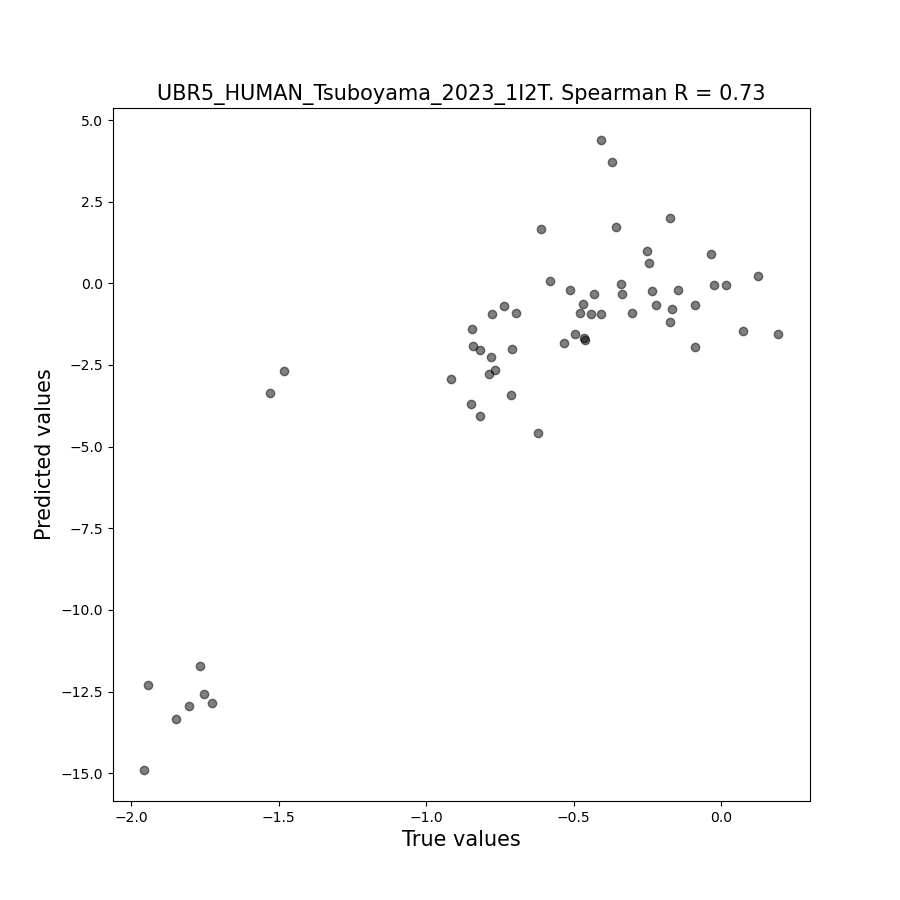 UBR5_HUMAN_Tsuboyama_2023_1I2T. Spearman R = 0.73
5.0
2.5
0.0
−2.5
−5.0
−7.5
−10.0
−12.5
−15.0
Predicted values
−2.0 −1.5 −1.0 −0.5 0.0
True values